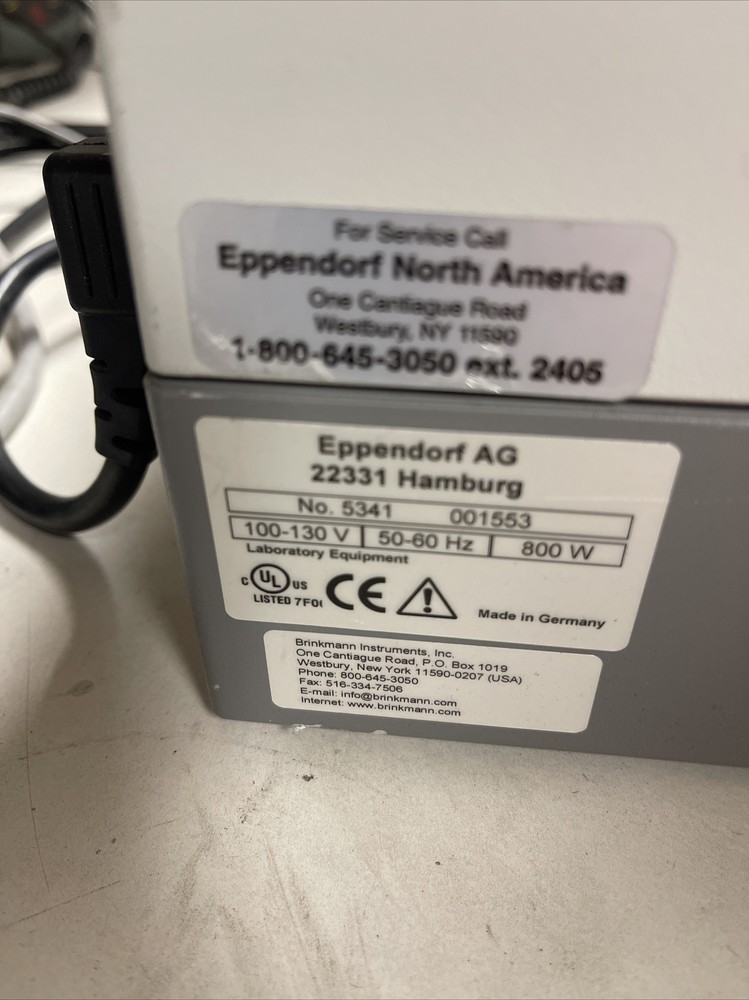 For Service Call
Eppendorf North America
One Cantiague Road
Westbury, NY 11590
1-800-645-3050 ext. 2405
Eppendorf AG
22331 Hamburg
No. 5341 001553
100-130 V 50-60 Hz 800 W
Laboratory Equipment
C UL US
LISTED 7F01
CE
Made in Germany
Brinkmann Instruments, Inc.
One Cantiague Road, P.O. Box 1019
Westbury, New York 11590-0207 (USA)
Phone: 800-645-3050
Fax: 516-334-7506
E-mail: info@brinkmann.com
Internet: www.brinkmann.com